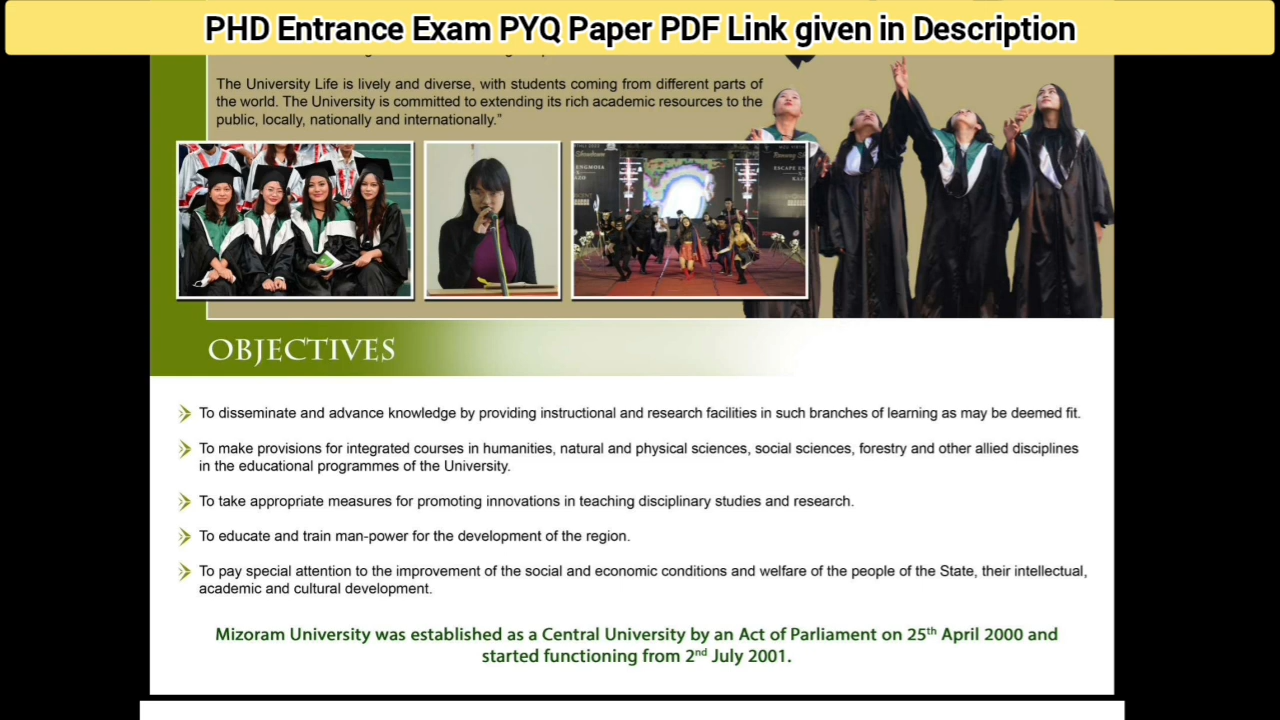 PHD Entrance Exam PYQ Paper PDF Link given in Description
The University Life is lively and diverse, with students coming from different parts of
the world. The University is committed to extending its rich academic resources to the
public, locally, nationally and internationally.”
ESCAPE
OBJECTIVES
To disseminate and advance knowledge by providing instructional and research facilities in such branches of learning as may be deemed fit.
To make provisions for integrated courses in humanities, natural and physical sciences, social sciences, forestry and other allied disciplines
in the educational programmes of the University.
To take appropriate measures for promoting innovations in teaching disciplinary studies and research.
To educate and train man-power for the development of the region.
To pay special attention to the improvement of the social and economic conditions and welfare of the people of the State, their intellectual,
academic and cultural development.
Mizoram University was established as a Central University by an Act of Parliament on 25th April 2000 and
started functioning from 2nd July 2001.